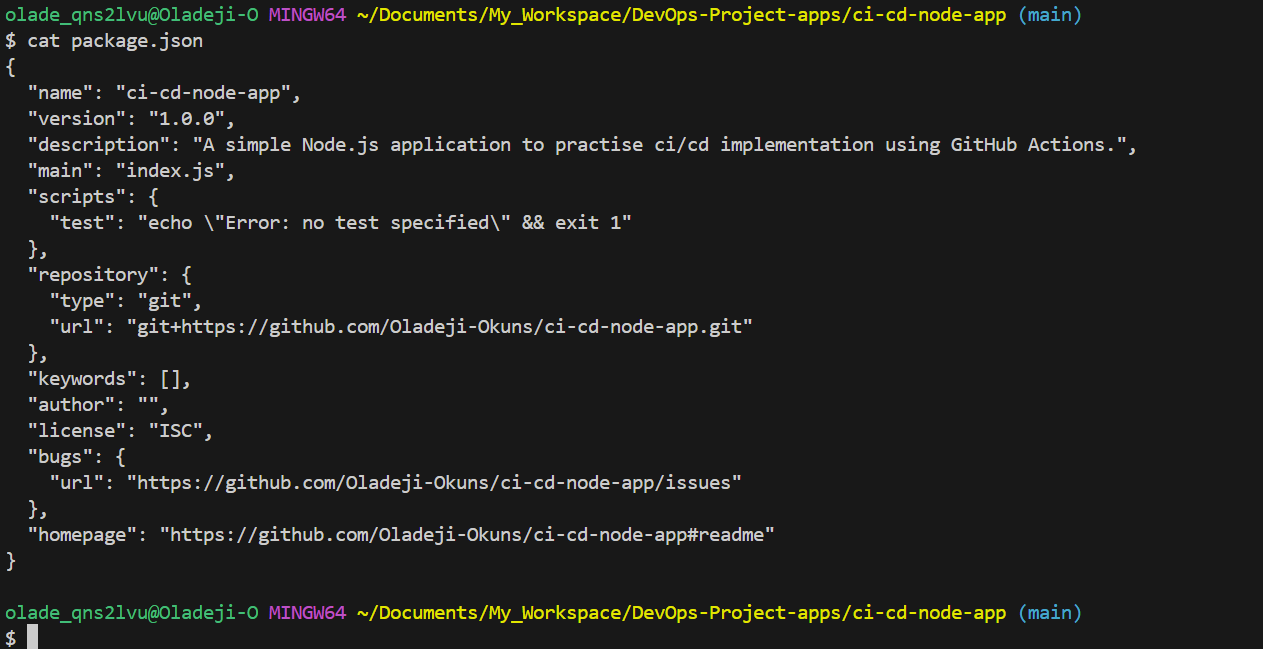 olade_qns2lvu@Oladeji-O MINGW64 ~/Documents/My_Workspace/DevOps-Project-apps/ci-cd-node-app (main)
$ cat package.json
{
  "name": "ci-cd-node-app",
  "version": "1.0.0",
  "description": "A simple Node.js application to practise ci/cd implementation using GitHub Actions.",
  "main": "index.js",
  "scripts": {
    "test": "echo \"Error: no test specified\" && exit 1"
  },
  "repository": {
    "type": "git",
    "url": "git+https://github.com/Oladeji-Okuns/ci-cd-node-app.git"
  },
  "keywords": [],
  "author": "",
  "license": "ISC",
  "bugs": {
    "url": "https://github.com/Oladeji-Okuns/ci-cd-node-app/issues"
  },
  "homepage": "https://github.com/Oladeji-Okuns/ci-cd-node-app#readme"
}
olade_qns2lvu@Oladeji-O MINGW64 ~/Documents/My_Workspace/DevOps-Project-apps/ci-cd-node-app (main)
$